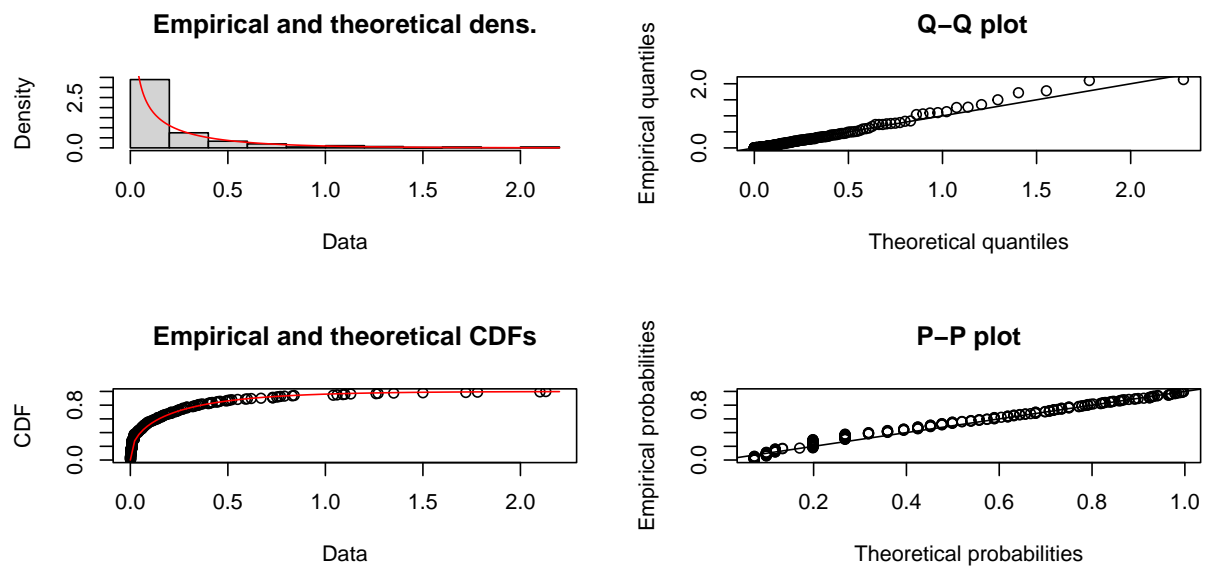 Empirical and theoretical dens.
Density
0.0 2.5
0.0 0.5 1.0 1.5 2.0
Data
Q−Q plot
Empirical quantiles
0.0 2.0
0.0 0.5 1.0 1.5 2.0
Theoretical quantiles
Empirical and theoretical CDFs
CDF
0.0 0.8
0.0 0.5 1.0 1.5 2.0
Data
P−P plot
Empirical probabilities
0.0 0.8
0.2 0.4 0.6 0.8 1.0
Theoretical probabilities